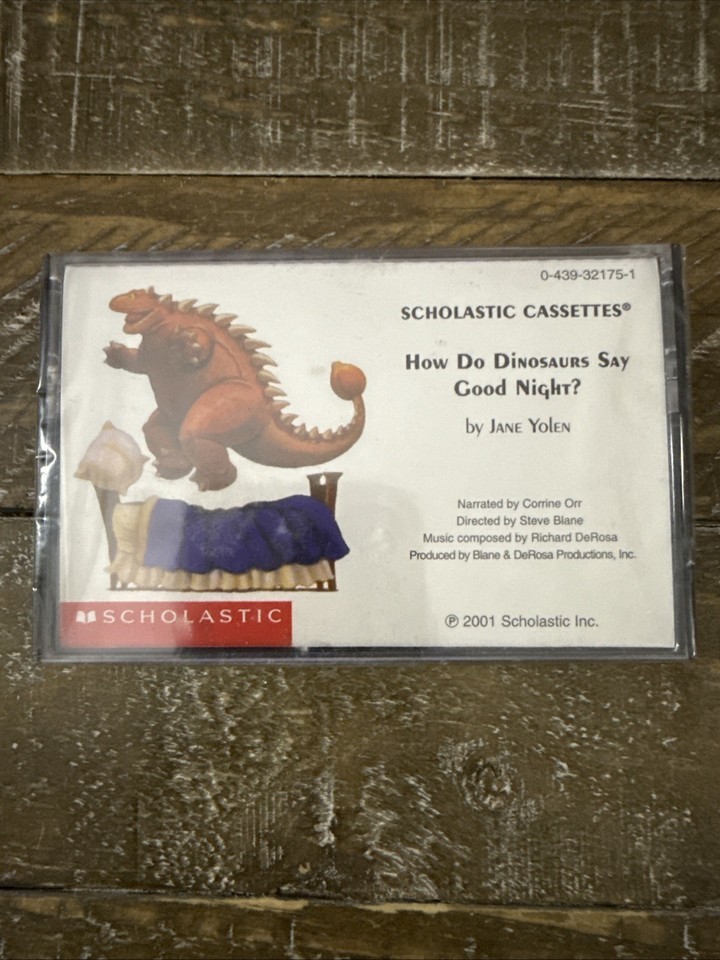 0-439-32175-1
SCHOLASTIC CASSETTES®
How Do Dinosaurs Say
Good Night?
by Jane Yolen
Narrated by Corrine Orr
Directed by Steve Blane
Music composed by Richard DeRosa
Produced by Blane & DeRosa Productions, Inc.
℗ 2001 Scholastic Inc.
SCHOLASTIC